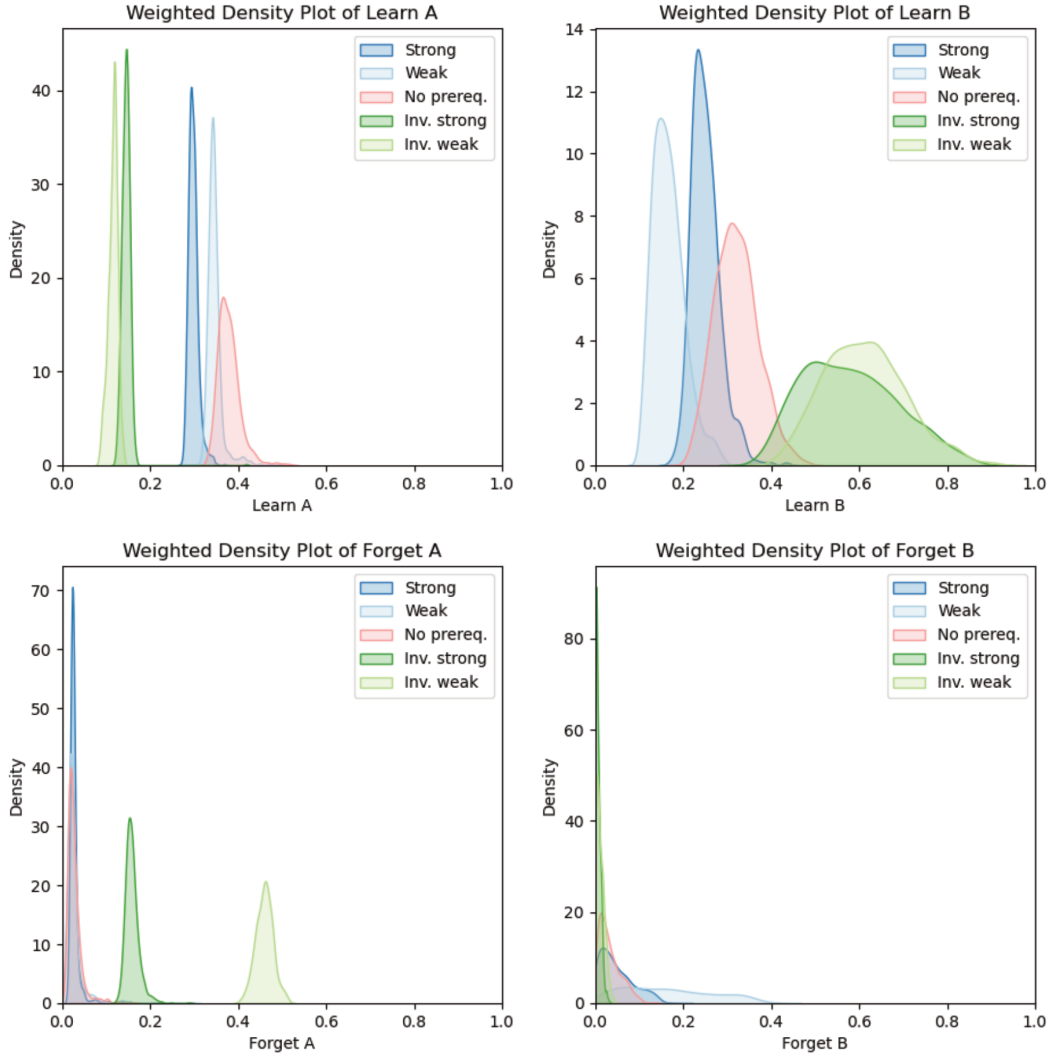 Weighted Density Plot of Learn A
Density
40
30
20
10
0
0.0 0.2 0.4 0.6 0.8 1.0
Learn A
Strong
Weak
No prereq.
Inv. strong
Inv. weak
Weighted Density Plot of Learn B
Density
14
12
10
8
6
4
2
0
0.0 0.2 0.4 0.6 0.8 1.0
Learn B
Strong
Weak
No prereq.
Inv. strong
Inv. weak
Weighted Density Plot of Forget A
Density
70
60
50
40
30
20
10
0
0.0 0.2 0.4 0.6 0.8 1.0
Forget A
Strong
Weak
No prereq.
Inv. strong
Inv. weak
Weighted Density Plot of Forget B
Density
80
60
40
20
0
0.0 0.2 0.4 0.6 0.8 1.0
Forget B
Strong
Weak
No prereq.
Inv. strong
Inv. weak